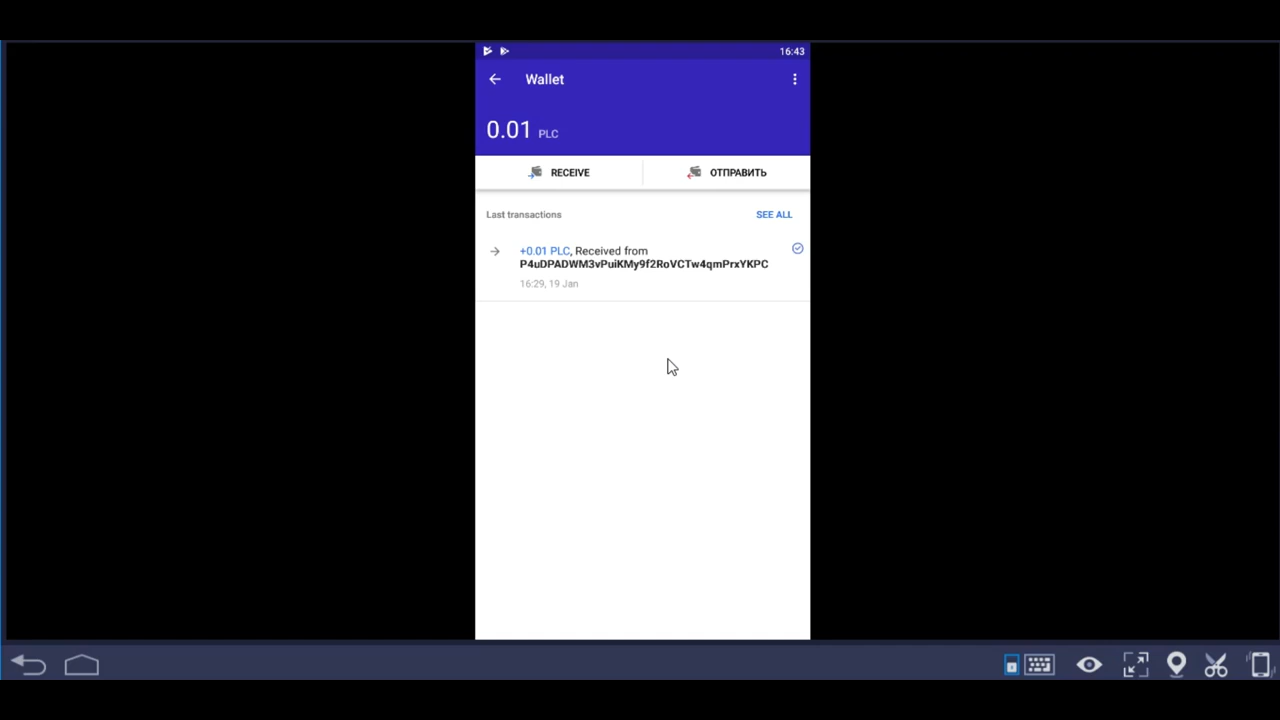 16:43
Wallet
0.01 PLC
RECEIVE
ОТПРАВИТЬ
Last transactions
SEE ALL
+0.01 PLC, Received from
P4uDPADWM3vPuiKMy9f2RoVCTw4qmPrxYKPC
16:29, 19 Jan